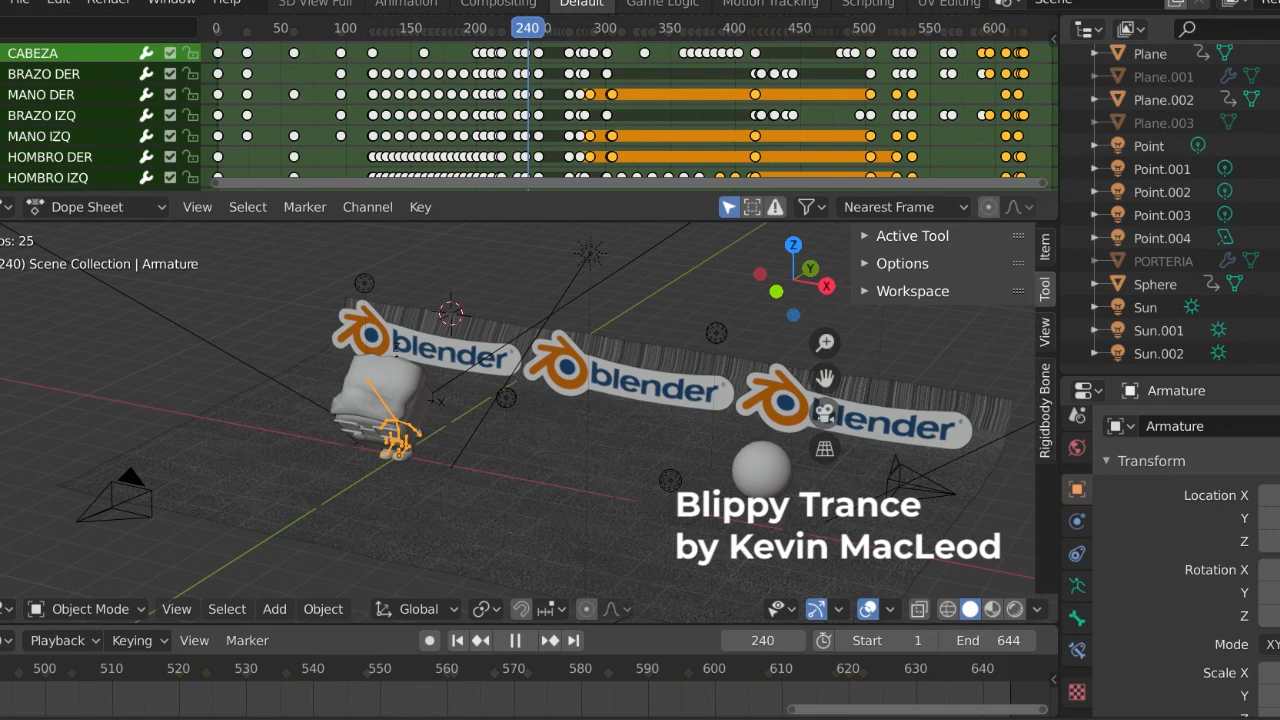 File Edit Render Window Help
3D View Full Animation Compositing Default Game Logic Motion Tracking Scripting UV Editing Scene
0 50 100 150 200 240 300 350 400 450 500 550 600
CABEZA
BRAZO DER
MANO DER
BRAZO IZQ
MANO IZQ
HOMBRO DER
HOMBRO IZQ
Dope Sheet View Select Marker Channel Key Nearest Frame
ps: 25
240) Scene Collection | Armature
Active Tool
Options
Workspace
Item
Tool
View
Rigidbody Bone
Z
Y
X
blender
blender
blender
Blippy Trance
by Kevin MacLeod
Object Mode View Select Add Object Global
Playback Keying View Marker 240 Start 1 End 644
500 510 520 530 540 550 560 570 580 590 600 610 620 630 640
Plane
Plane.001
Plane.002
Plane.003
Point
Point.001
Point.002
Point.003
Point.004
PORTERIA
Sphere
Sun
Sun.001
Sun.002
Armature
Armature
Transform
Location X
Y
Z
Rotation X
Y
Z
Mode XY
Scale X
Y